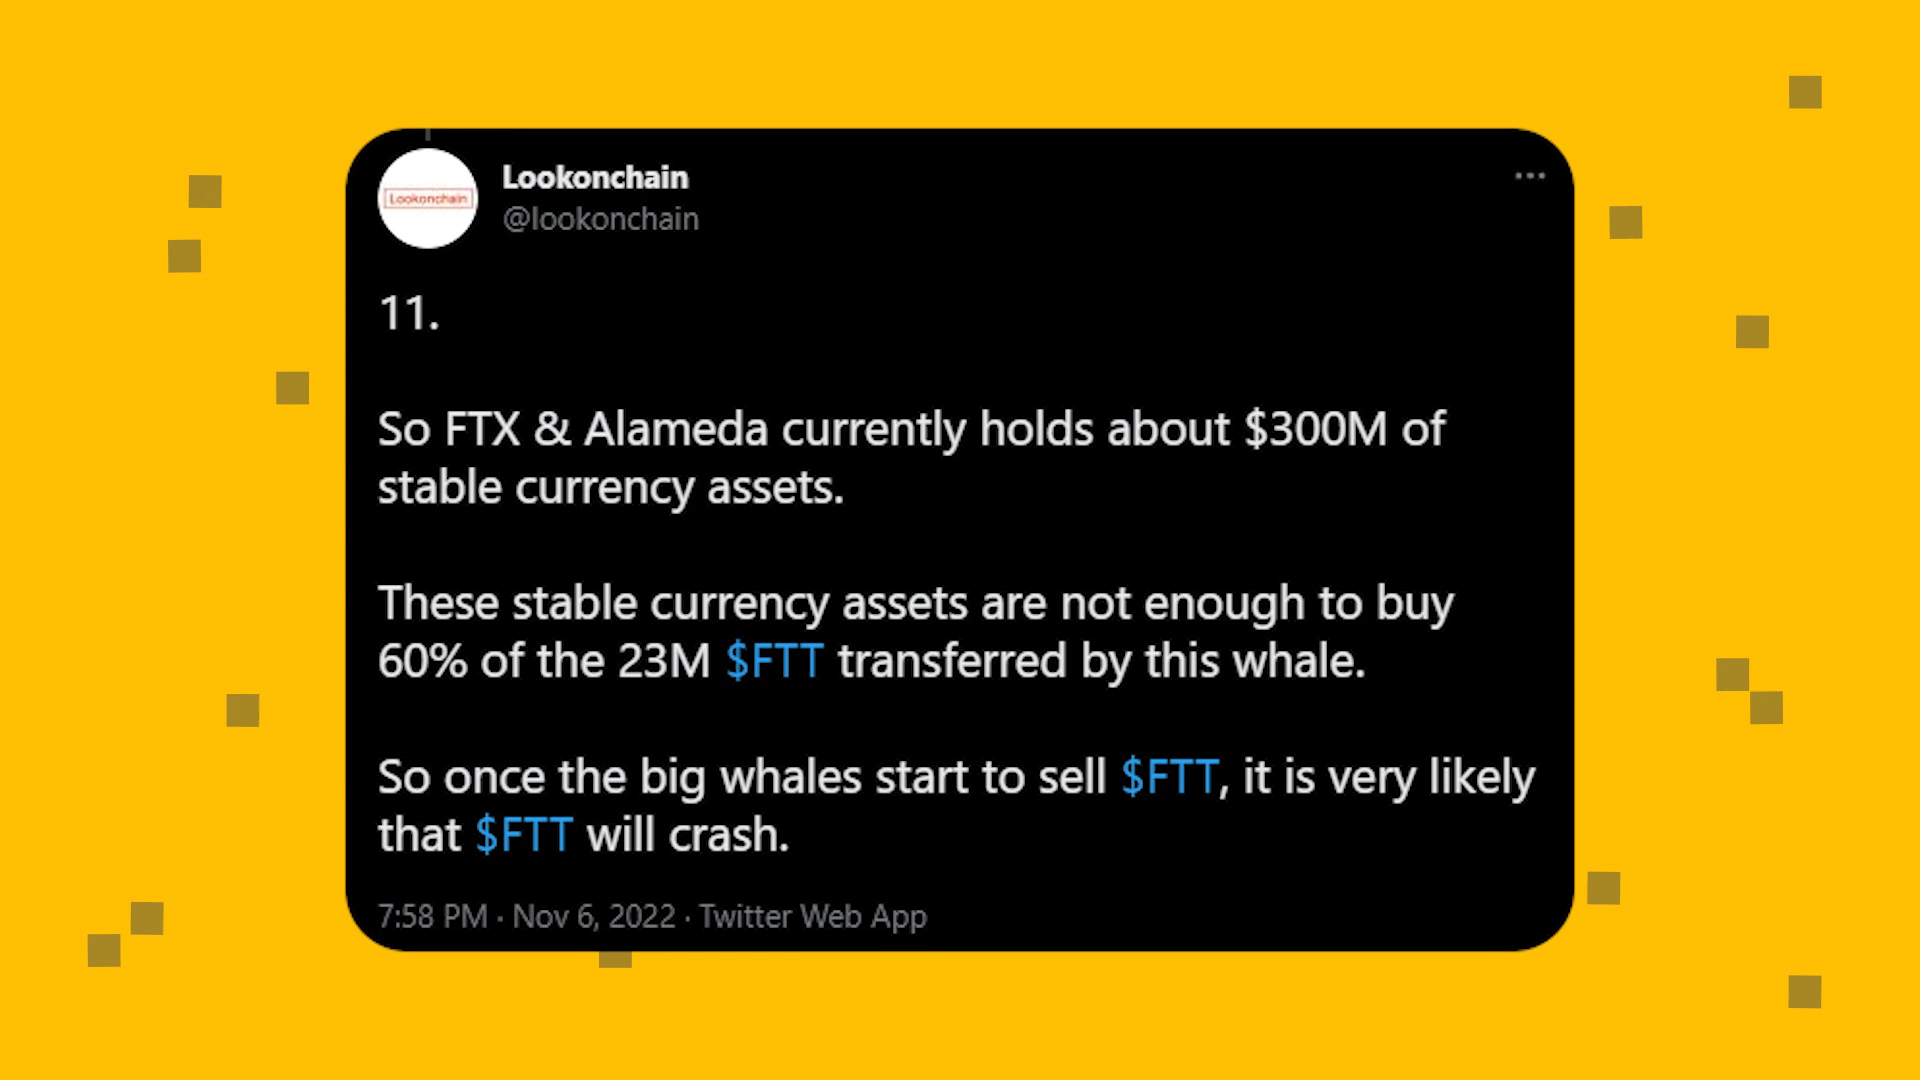 Lookonchain
Lookonchain
@lookonchain
11.
So FTX & Alameda currently holds about $300M of
stable currency assets.
These stable currency assets are not enough to buy
60% of the 23M $FTT transferred by this whale.
So once the big whales start to sell $FTT, it is very likely
that $FTT will crash.
7:58 PM · Nov 6, 2022 · Twitter Web App